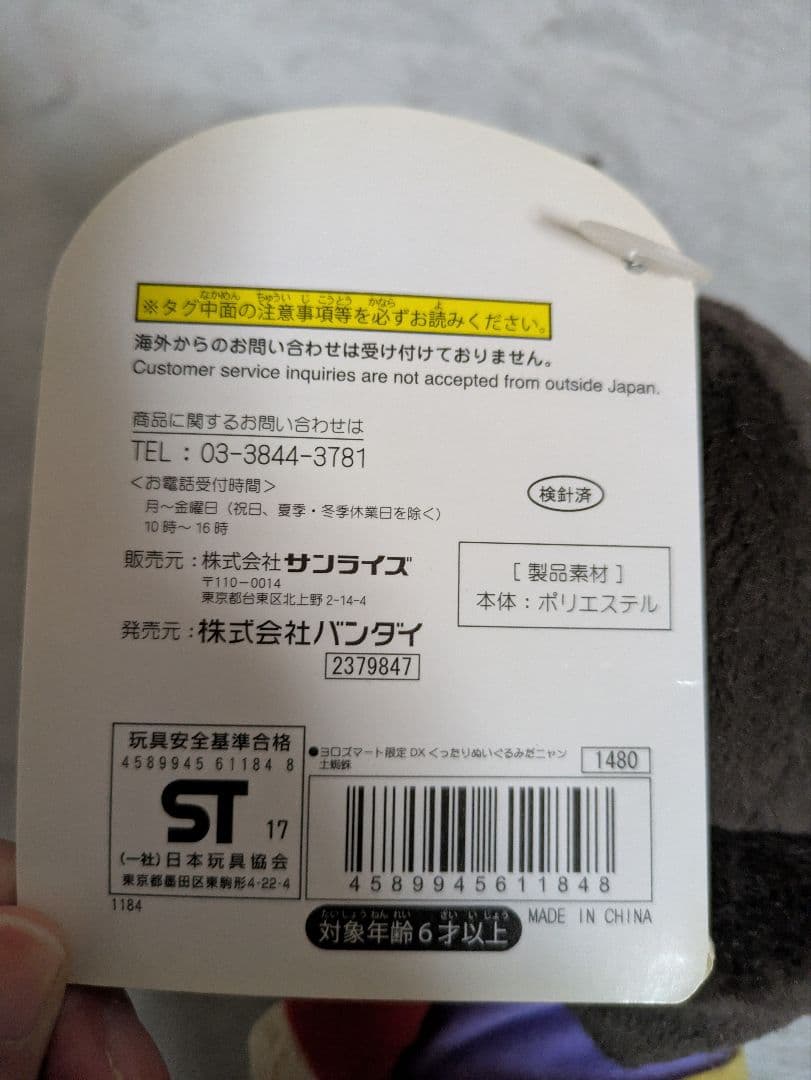 ※タグ中面の注意事項等を必ずお読みください。
海外からのお問い合わせは受け付けておりません。
Customer service inquiries are not accepted from outside Japan.
商品に関するお問い合わせは
TEL : 03-3844-3781
<お電話受付時間>
月〜金曜日(祝日、夏季・冬季休業日を除く)
10時〜16時
検針済
販売元:株式会社サンライズ
〒110-0014
東京都台東区北上野2-14-4
発売元:株式会社バンダイ
2379847
[製品素材]
本体:ポリエステル
玩具安全基準合格
4589945 61184 8
ST 17
(一社)日本玩具協会
東京都墨田区東駒形4-22-4
1184
●ヨロズマート限定DXくったりぬいぐるみだニャン
土蜘蛛
1480
4589945611848
対象年齢6才以上
MADE IN CHINA